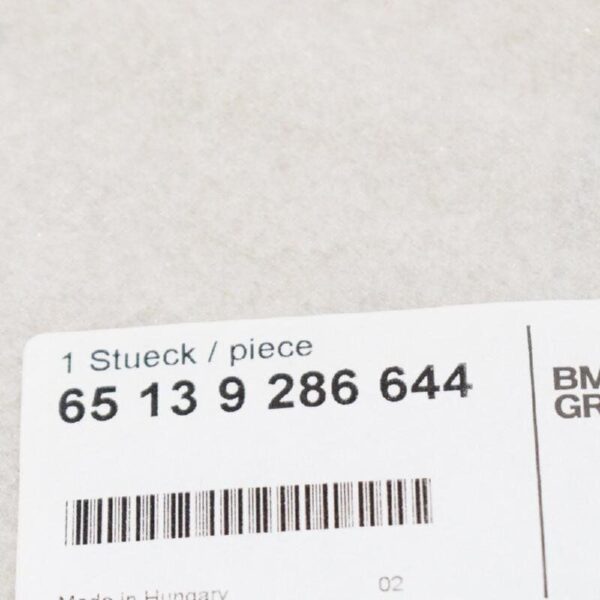 1 Stueck / piece
65 13 9 286 644
BM
GR
Made in Hungary
02